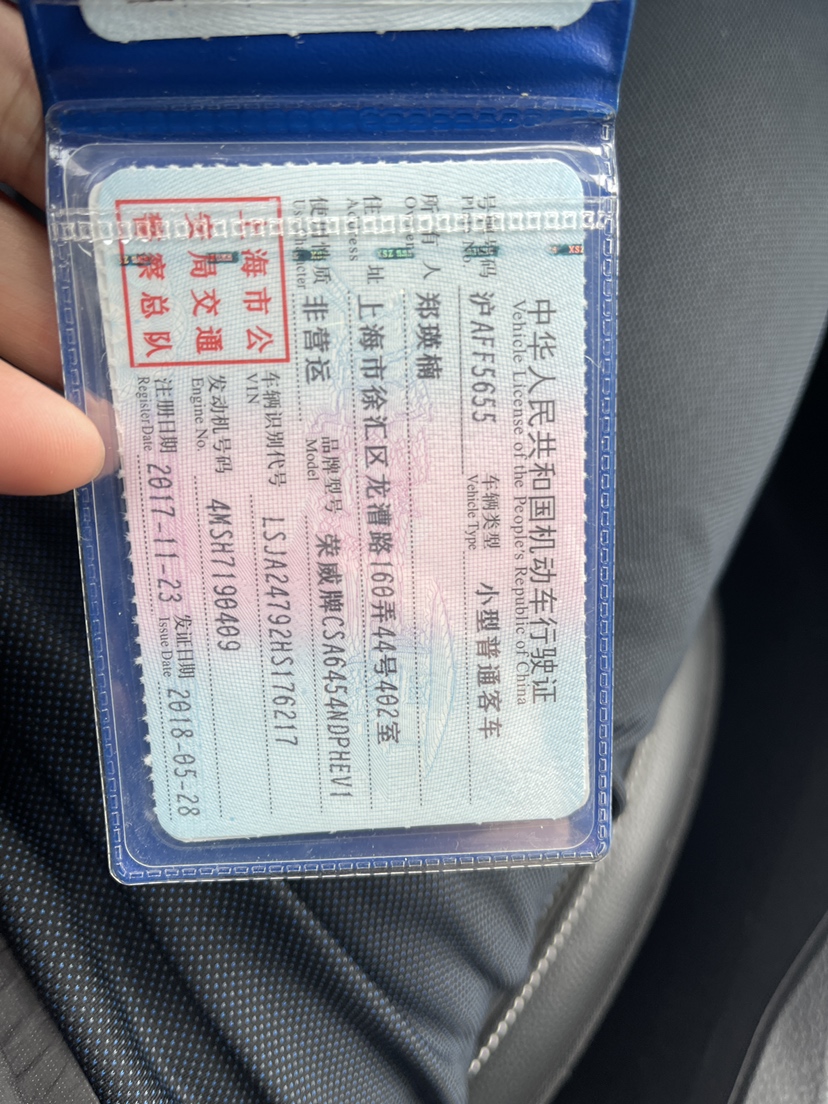 中华人民共和国机动车行驶证
Vehicle License of the People's Republic of China
号牌号码 沪AFF5655 车辆类型 小型普通客车
Plate No. Vehicle Type
所有人 郑瑛楠
Owner
住址 上海市徐汇区龙漕路160弄44号402室
Address
使用性质 非营运 品牌型号 荣威牌CSA6454NDPHEV1
Use Character Model
上海市公
安局交通
警察总队
车辆识别代号 LSJA24792HS176217
VIN
发动机号码 4MSH7190409
Engine No.
注册日期 2017-11-23 发证日期 2018-05-28
Register Date Issue Date